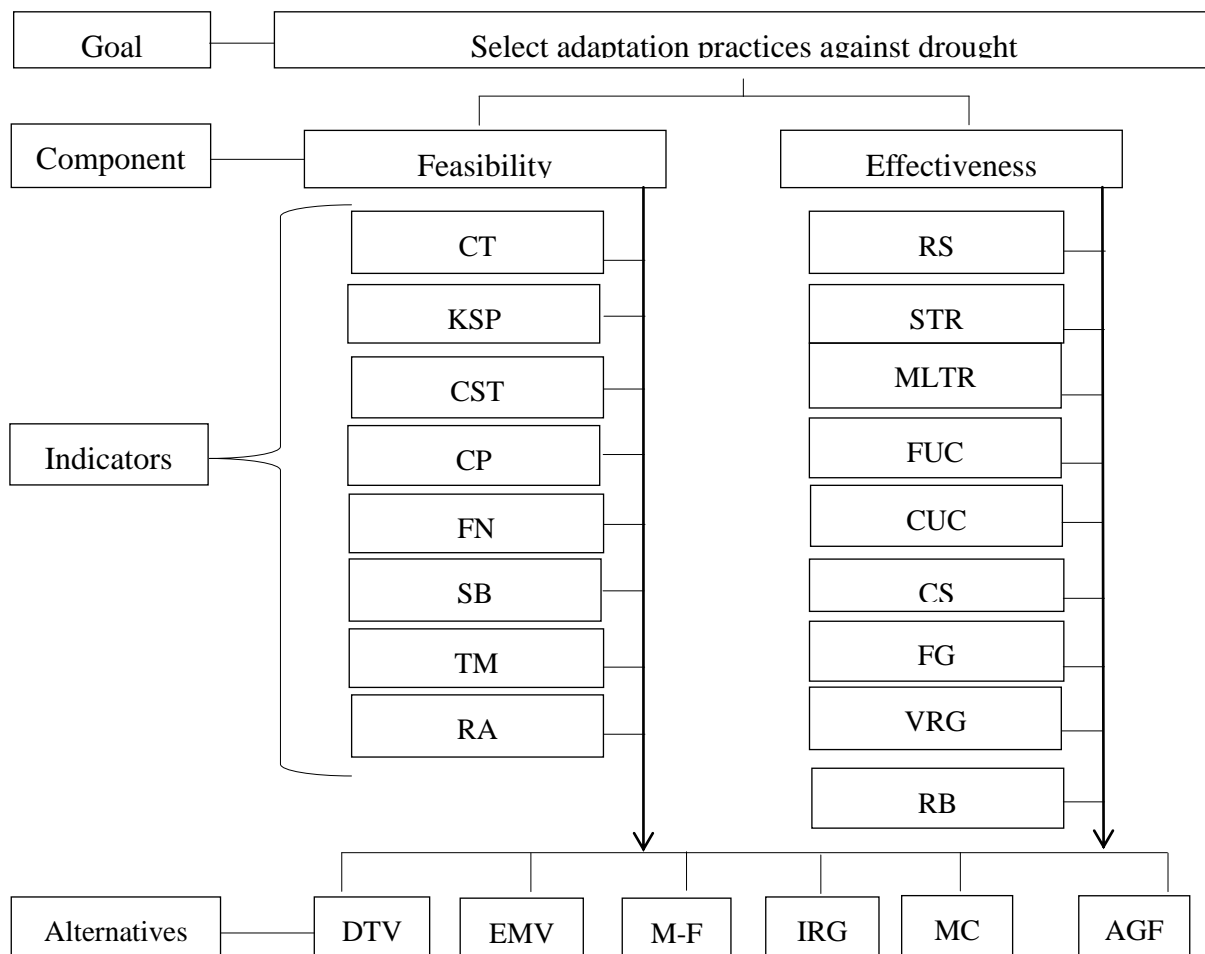 Goal
Select adaptation practices against drought
Component
Feasibility
Effectiveness
Indicators
CT
KSP
CST
CP
FN
SB
TM
RA
RS
STR
MLTR
FUC
CUC
CS
FG
VRG
RB
Alternatives
DTV
EMV
M-F
IRG
MC
AGF